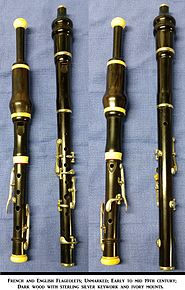 French and English Flageolets; Unmarked; Early to mid 19th century;
Dark wood with sterling silver keywork and ivory mounts.